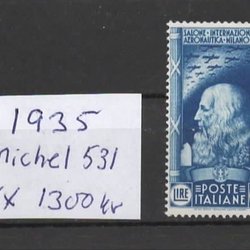 1935
Michel 531
xx 1300 kr
SALONE INTERNAZIONALE
AERONAUTICA-MILANO
LIRE
POSTE
ITALIANE